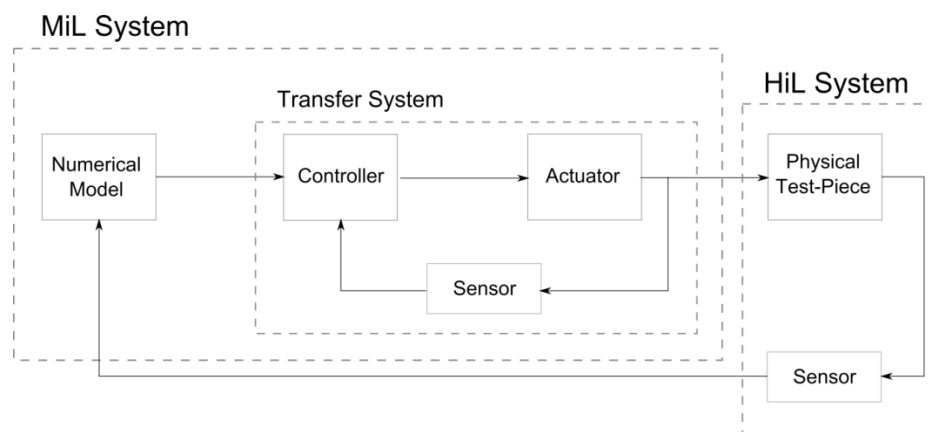 MiL System
HiL System
Transfer System
Numerical
Model
Controller
Actuator
Physical
Test-Piece
Sensor
Sensor